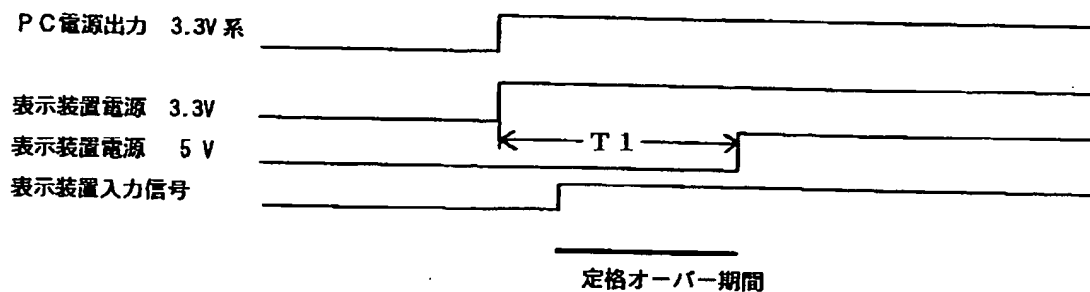 PC電源出力 3.3V系
表示装置電源 3.3V
T1
表示装置電源 5V
表示装置入力信号
定格オーバー期間